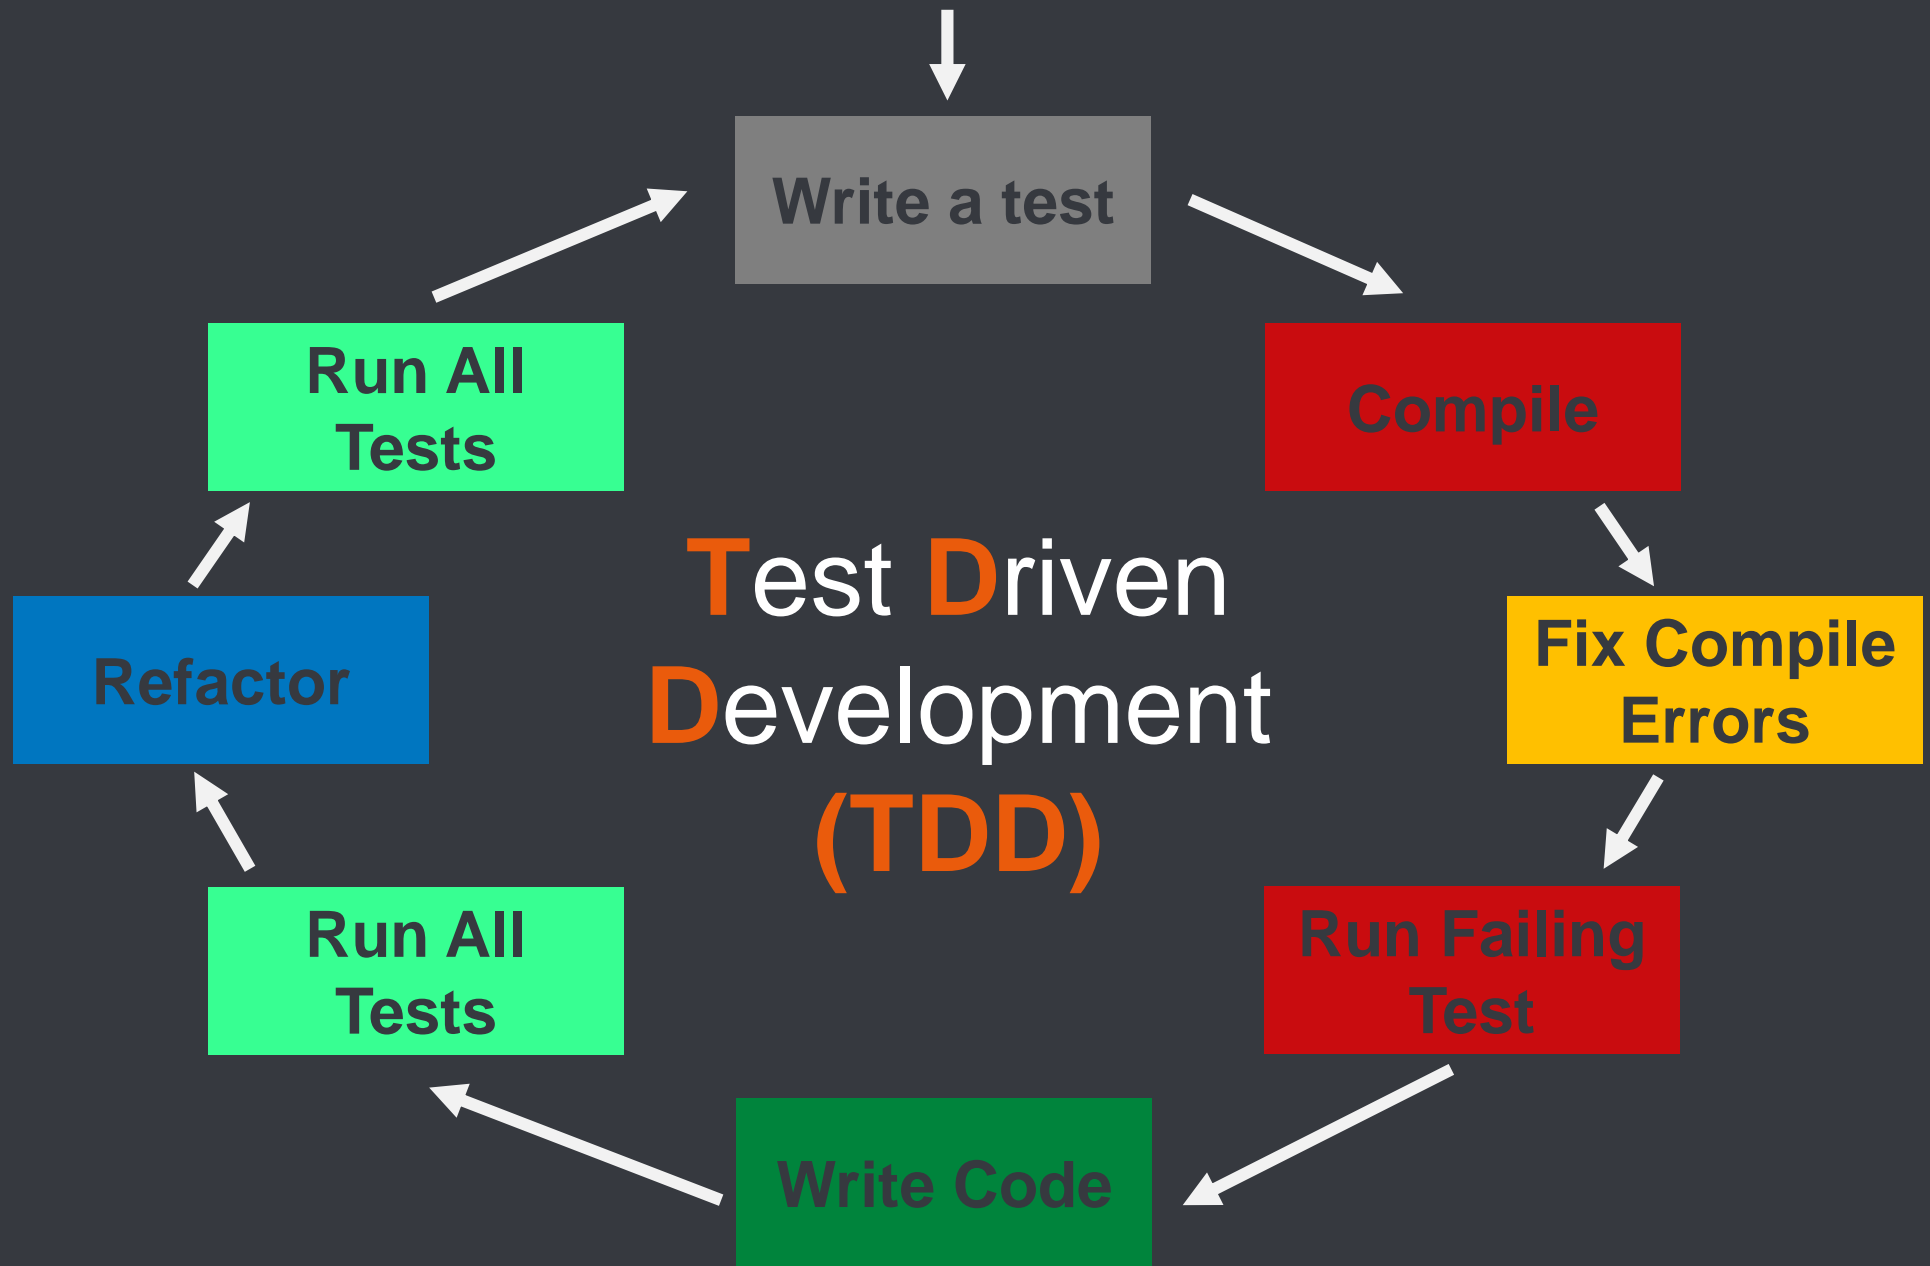 Write a test
Run All
Tests
Compile
Test Driven
Development
(TDD)
Refactor
Fix Compile
Errors
Run All
Tests
Run Failing
Test
Write Code